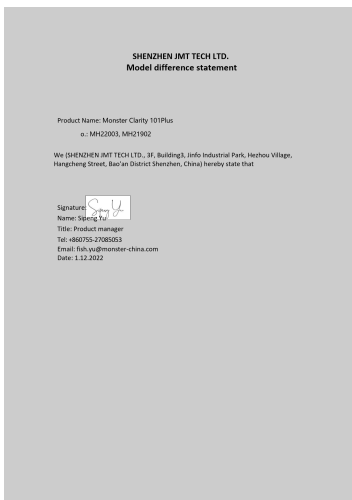 SHENZHEN JMT TECH LTD.
Model difference statement
Product Name: Monster Clarity 101Plus
o.: MH22003, MH21902
We (SHENZHEN JMT TECH LTD., 3F, Building3, Jinfo Industrial Park, Hezhou Village,
Hangcheng Street, Bao'an District Shenzhen, China) hereby state that
Signature: Sipeng Yu
Name: Sipeng Yu
Title: Product manager
Tel: +860755-27085053
Email: fish.yu@monster-china.com
Date: 1.12.2022